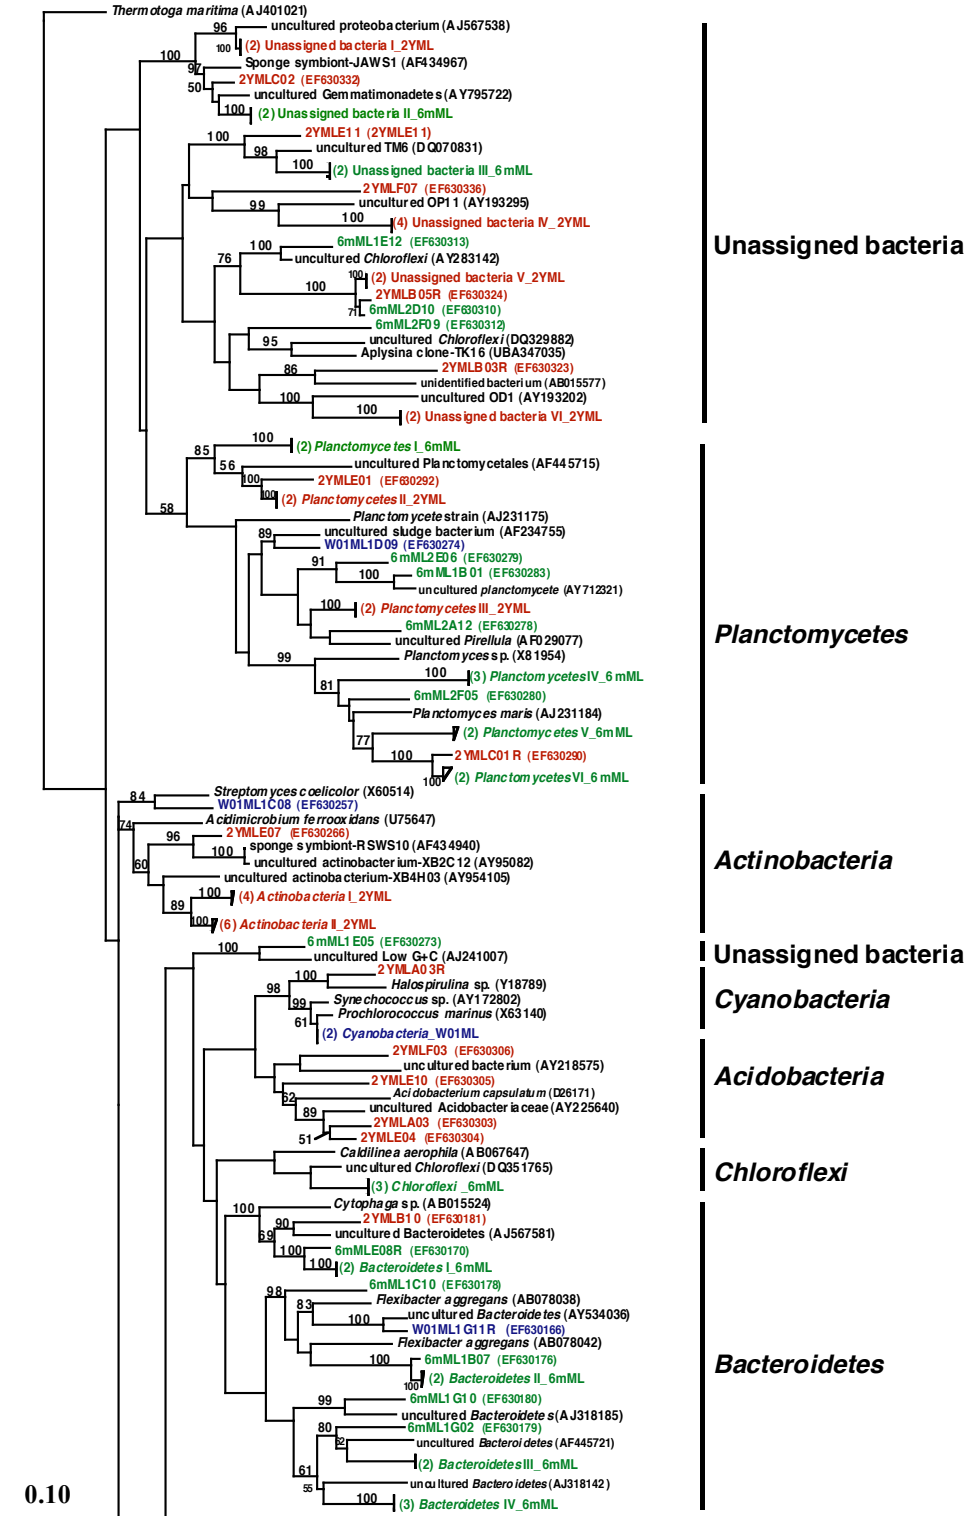 Thermotoga maritima (AJ401021)
96 uncultured proteobacterium (AJ567538)
100 (2) Unassigned bacteria I_2YML
100
97 Sponge symbiont-JAWS1 (AF434967)
50 2YMLC02 (EF630332)
uncultured Gemmatimonadetes (AY795722)
100 (2) Unassigned bacteria II_6mML
100 2YMLE11 (2YMLE11)
98 uncultured TM6 (DQ070831)
100 (2) Unassigned bacteria III_6mML
2YMLF07 (EF630336)
99 uncultured OP11 (AY193295)
100 (4) Unassigned bacteria IV_2YML
Unassigned bacteria
100 6mML1E12 (EF630313)
76 uncultured Chloroflexi (AY283142)
100 (2) Unassigned bacteria V_2YML
100 2YMLB05R (EF630324)
71 6mML2D10 (EF630310)
6mML2F09 (EF630312)
95 uncultured Chloroflexi (DQ329882)
Aplysina clone-TK16 (UBA347035)
86 2YMLB03R (EF630323)
unidentified bacterium (AB015577)
100 uncultured OD1 (AY193202)
100 (2) Unassigned bacteria VI_2YML
100 (2) Planctomycetes I_6mML
85
56 uncultured Planctomycetales (AF445715)
100 2YMLE01 (EF630292)
100 (2) Planctomycetes II_2YML
58
Planctomycete strain (AJ231175)
89 uncultured sludge bacterium (AF234755)
W01ML1D09 (EF630274)
91 6mML2E06 (EF630279)
100 6mML1B01 (EF630283)
uncultured planctomycete (AY712321)
100 (2) Planctomycetes III_2YML
6mML2A12 (EF630278)
Planctomycetes
uncultured Pirellula (AF029077)
99 Planctomyces sp. (X81954)
100 (3) Planctomycetes IV_6mML
81
6mML2F05 (EF630280)
Planctomyces maris (AJ231184)
77 (2) Planctomycetes V_6mML
100 2YMLC01R (EF630290)
100 (2) Planctomycetes VI_6mML
84 Streptomyces coelicolor (X60514)
W01ML1C08 (EF630257)
74 Acidimicrobium ferrooxidans (U75647)
96 2YMLE07 (EF630266)
100 sponge symbiont-RSWS10 (AF434940)
60 uncultured actinobacterium-XB2C12 (AY95082)
Actinobacteria
uncultured actinobacterium-XB4H03 (AY954105)
100 (4) Actinobacteria I_2YML
89
100 (6) Actinobacteria II_2YML
100 6mML1E05 (EF630273)
uncultured Low G+C (AJ241007)
Unassigned bacteria
100 2YMLA03R
98 Halospirulina sp. (Y18789)
99 Synechococcus sp. (AY172802)
Cyanobacteria
61 Prochlorococcus marinus (X63140)
(2) Cyanobacteria_W01ML
2YMLF03 (EF630306)
uncultured bacterium (AY218575)
Acidobacteria
2YMLE10 (EF630305)
62 Acidobacterium capsulatum (D26171)
89 uncultured Acidobacteriaceae (AY225640)
2YMLA03 (EF630303)
51 2YMLE04 (EF630304)
Caldilinea aerophila (AB067647)
uncultured Chloroflexi (DQ351765)
Chloroflexi
(3) Chloroflexi _6mML
100 Cytophaga sp. (AB015524)
90 2YMLB10 (EF630181)
69 uncultured Bacteroidetes (AJ567581)
100 6mMLE08R (EF630170)
100 (2) Bacteroidetes I_6mML
98 6mML1C10 (EF630178)
83 Flexibacter aggregans (AB078038)
100 uncultured Bacteroidetes (AY534036)
W01ML1G11R (EF630166)
Flexibacter aggregans (AB078042)
100 6mML1B07 (EF630176)
Bacteroidetes
100 (2) Bacteroidetes II_6mML
99 6mML1G10 (EF630180)
uncultured Bacteroidetes (AJ318185)
80 6mML1G02 (EF630179)
62 uncultured Bacteroidetes (AF445721)
61 (2) Bacteroidetes III_6mML
55 uncultured Bacteroidetes (AJ318142)
100 (3) Bacteroidetes IV_6mML
0.10